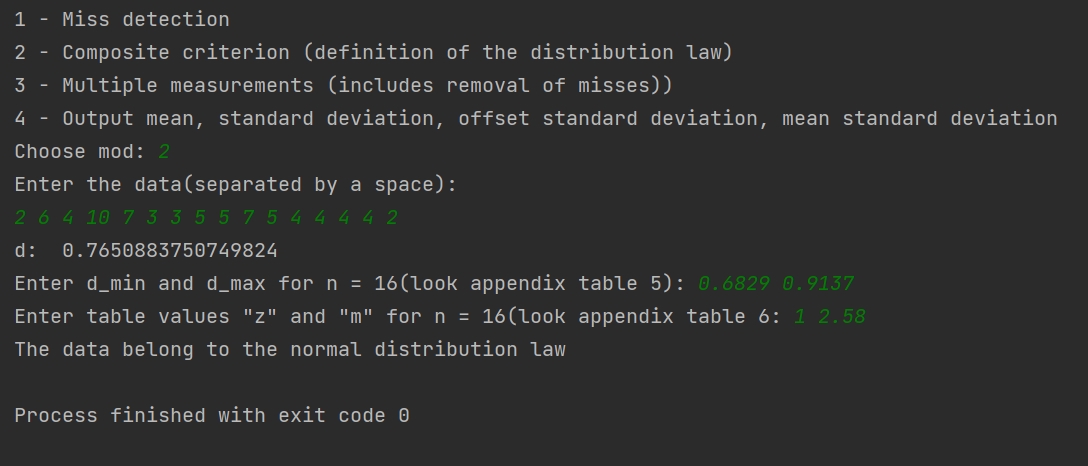 1 - Miss detection
2 - Composite criterion (definition of the distribution law)
3 - Multiple measurements (includes removal of misses))
4 - Output mean, standard deviation, offset standard deviation, mean standard deviation
Choose mod: 2
Enter the data(separated by a space):
2 6 4 10 7 3 3 5 5 7 5 4 4 4 4 2
d:  0.7650883750749824
Enter d_min and d_max for n = 16(look appendix table 5): 0.6829 0.9137
Enter table values "z" and "m" for n = 16(look appendix table 6: 1 2.58
The data belong to the normal distribution law
Process finished with exit code 0